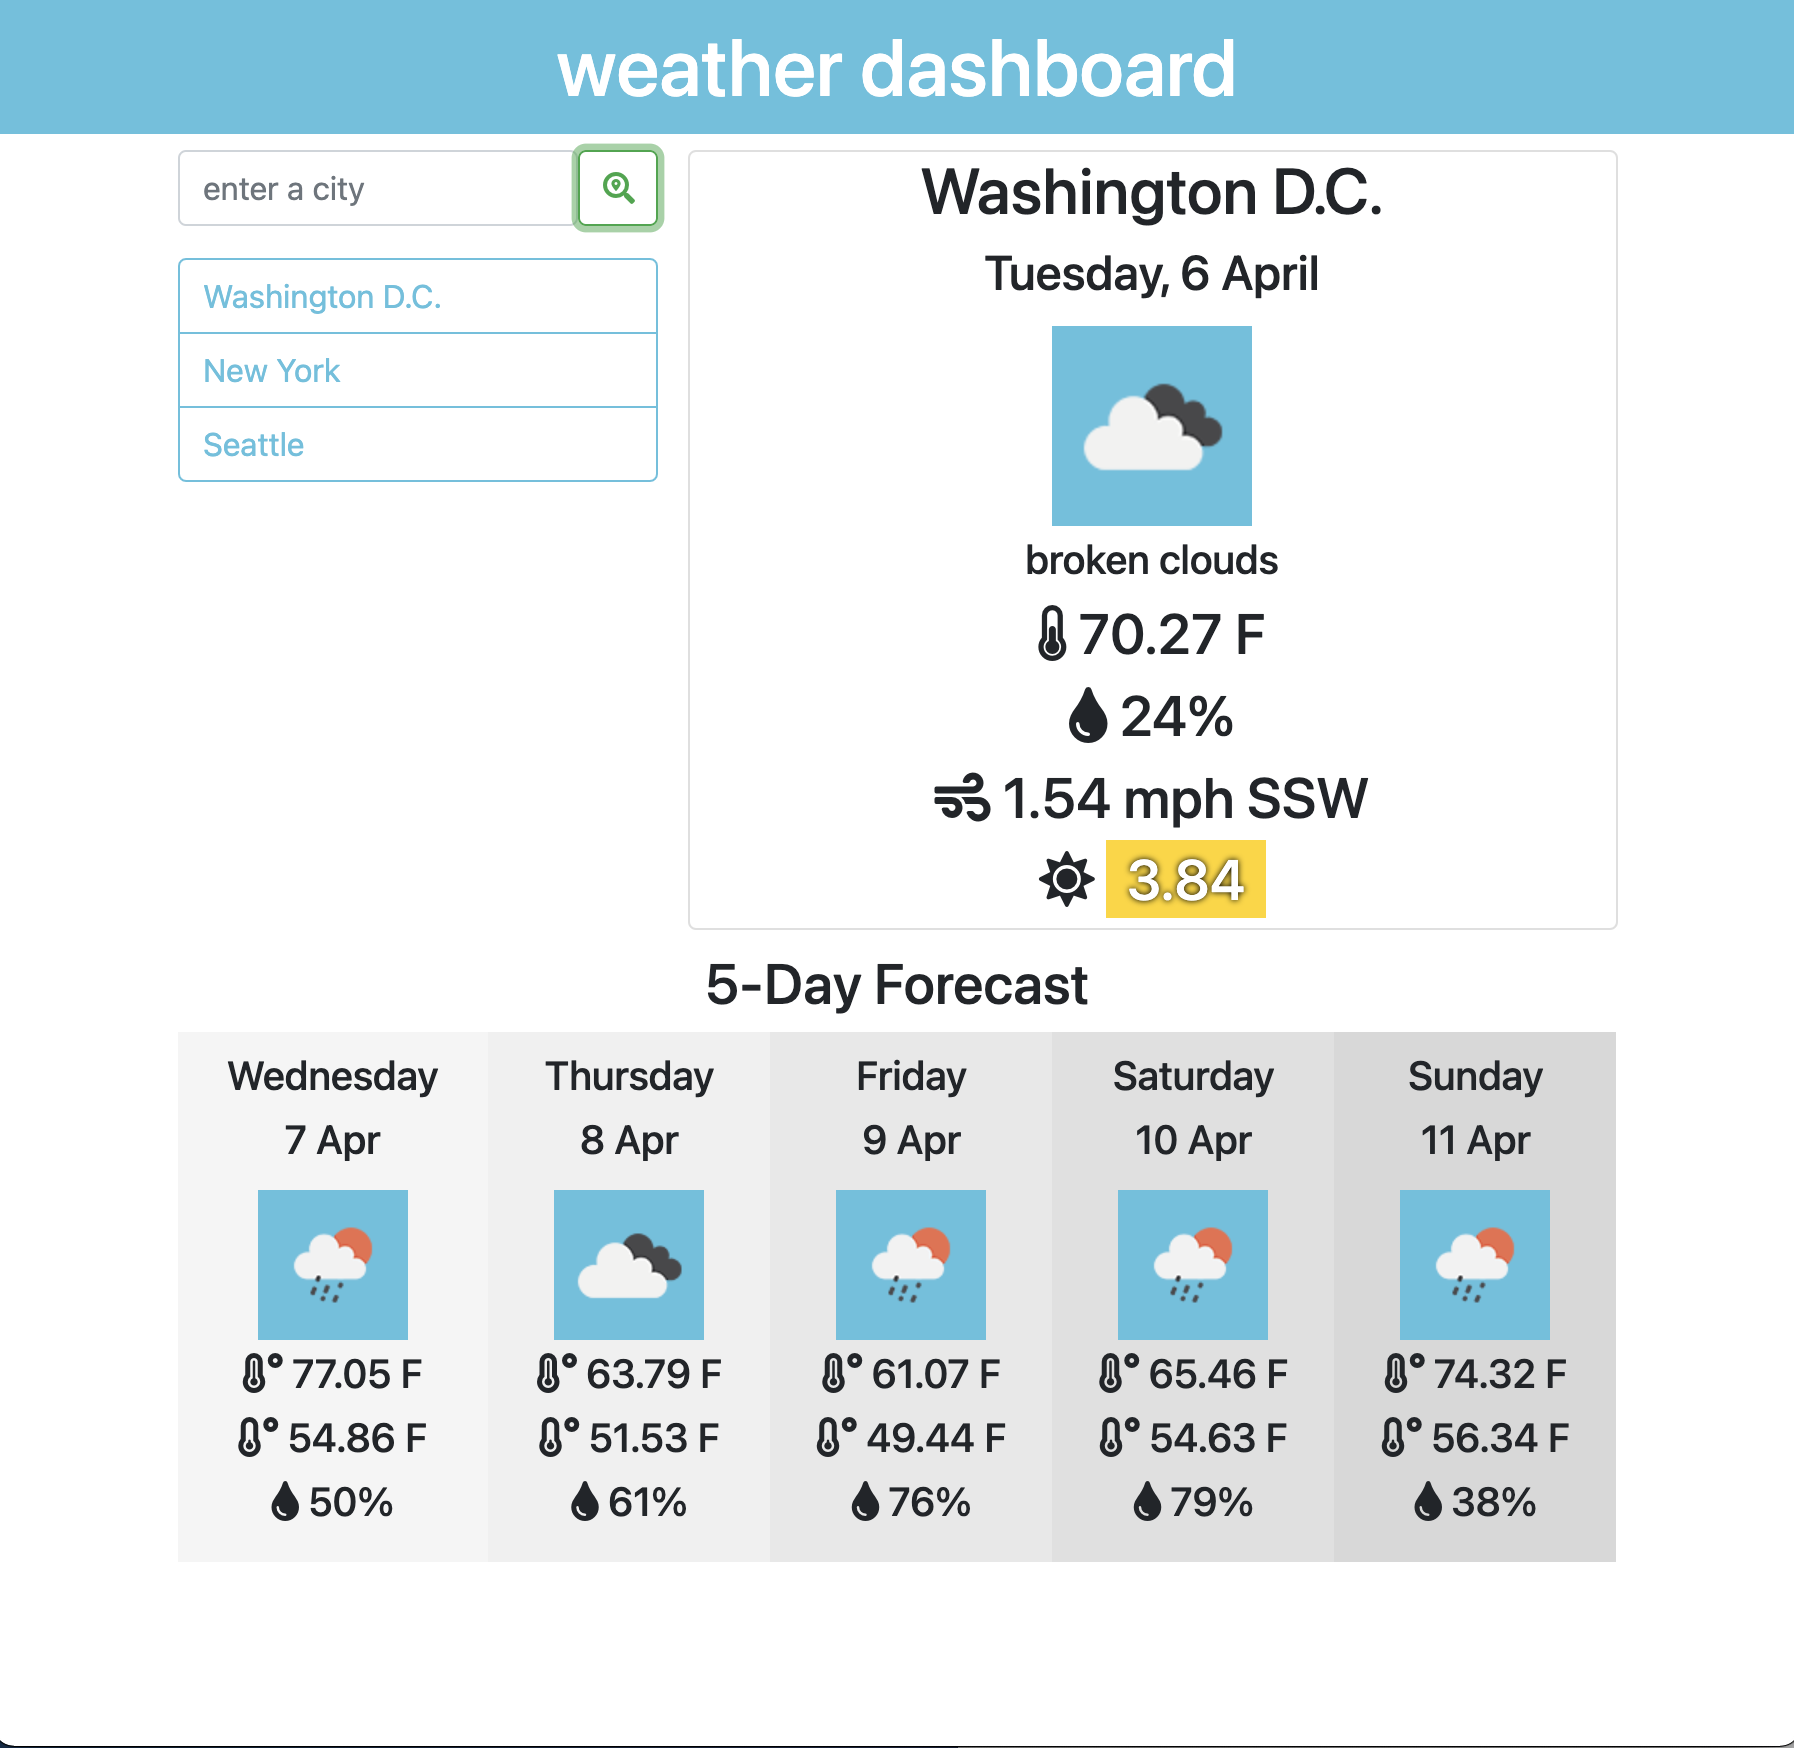 weather dashboard
enter a city
Washington D.C.
New York
Seattle
Washington D.C.
Tuesday, 6 April
broken clouds
70.27 F
24%
1.54 mph SSW
3.84
5-Day Forecast
Wednesday
7 Apr
77.05 F
54.86 F
50%
Thursday
8 Apr
63.79 F
51.53 F
61%
Friday
9 Apr
61.07 F
49.44 F
76%
Saturday
10 Apr
65.46 F
54.63 F
79%
Sunday
11 Apr
74.32 F
56.34 F
38%